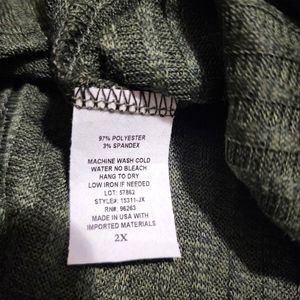 97% POLYESTER
3% SPANDEX
MACHINE WASH COLD
WATER NO BLEACH
HANG TO DRY
LOW IRON IF NEEDED
LOT: 57862
STYLE#: 15311-JX
RN#: 96263
MADE IN USA WITH
IMPORTED MATERIALS
2X